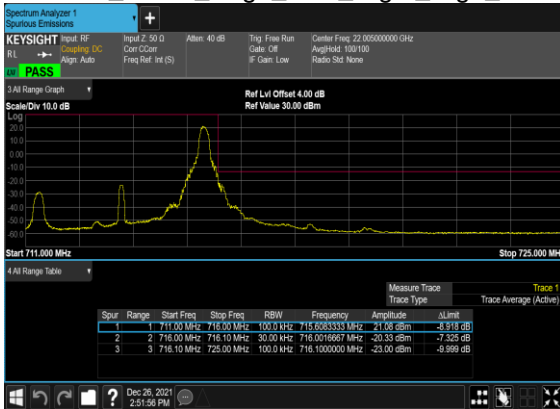 Spectrum Analyzer 1
Spurious Emissions
+
KEYSIGHT Input: RF Input Z: 50 Ω Atten: 40 dB Trig: Free Run Center Freq: 22.005000000 GHz
RL Coupling: DC Corr CCorr Gate: Off Avg|Hold: 100/100
Align: Auto Freq Ref: Int (S) IF Gain: Low Radio Std: None
PASS
3 All Range Graph
Ref Lvl Offset 4.00 dB
Scale/Div 10.0 dB Ref Value 30.00 dBm
Log
20.0
10.0
0.00
-10.0
-20.0
-30.0
-40.0
-50.0
-60.0
Start 711.000 MHz Stop 725.000 MH
4 All Range Table
Measure Trace Trace 1
Trace Type Trace Average (Active)
Spur Range Start Freq Stop Freq RBW Frequency Amplitude ΔLimit
1 1 711.00 MHz 716.00 MHz 100.0 kHz 715.6083333 MHz 21.08 dBm -8.918 dB
2 2 716.00 MHz 716.10 MHz 30.00 kHz 716.0016667 MHz -20.33 dBm -7.325 dB
3 3 716.10 MHz 725.00 MHz 100.0 kHz 716.1000000 MHz -23.00 dBm -9.999 dB
? Dec 26, 2021
2:51:56 PM